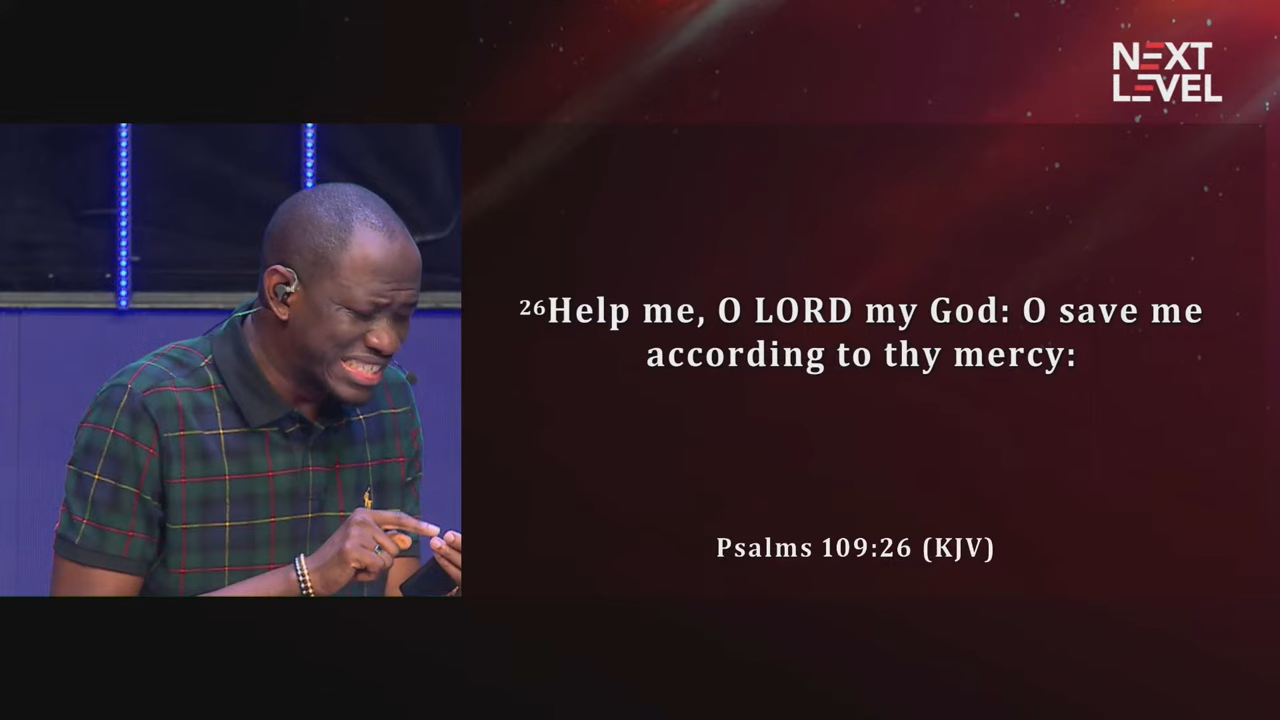 NEXT
LEVEL
²⁶Help me, O LORD my God: O save me
according to thy mercy:
Psalms 109:26 (KJV)